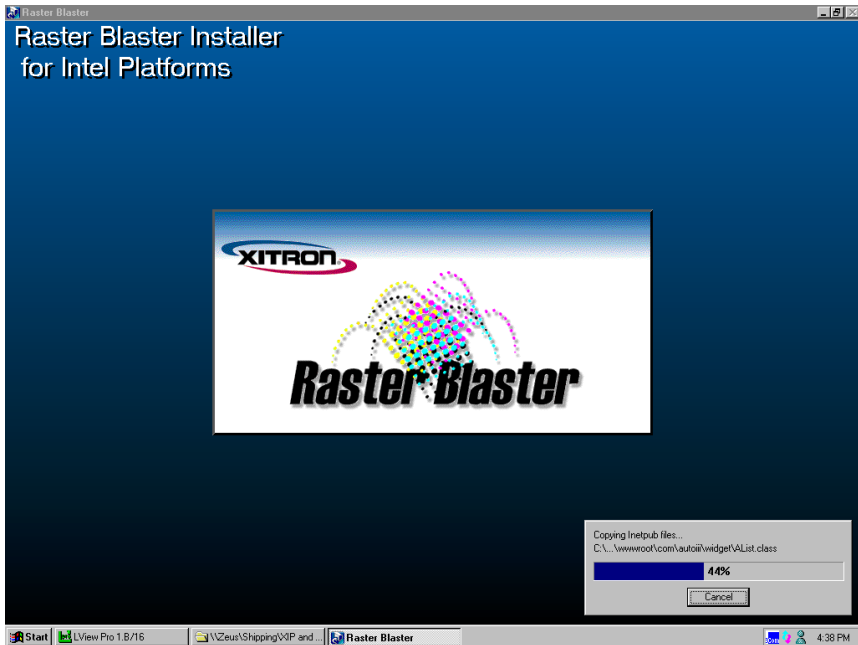 Raster Blaster
Raster Blaster Installer
for Intel Platforms
XITRON
Raster Blaster
Copying Inetpub files...
C:\...\wwwroot\com\autoiii\widget\AList.class
44%
Cancel
Start
LView Pro 1.B/16
\\Zeus\Shipping\XIP and ...
Raster Blaster
4:38 PM